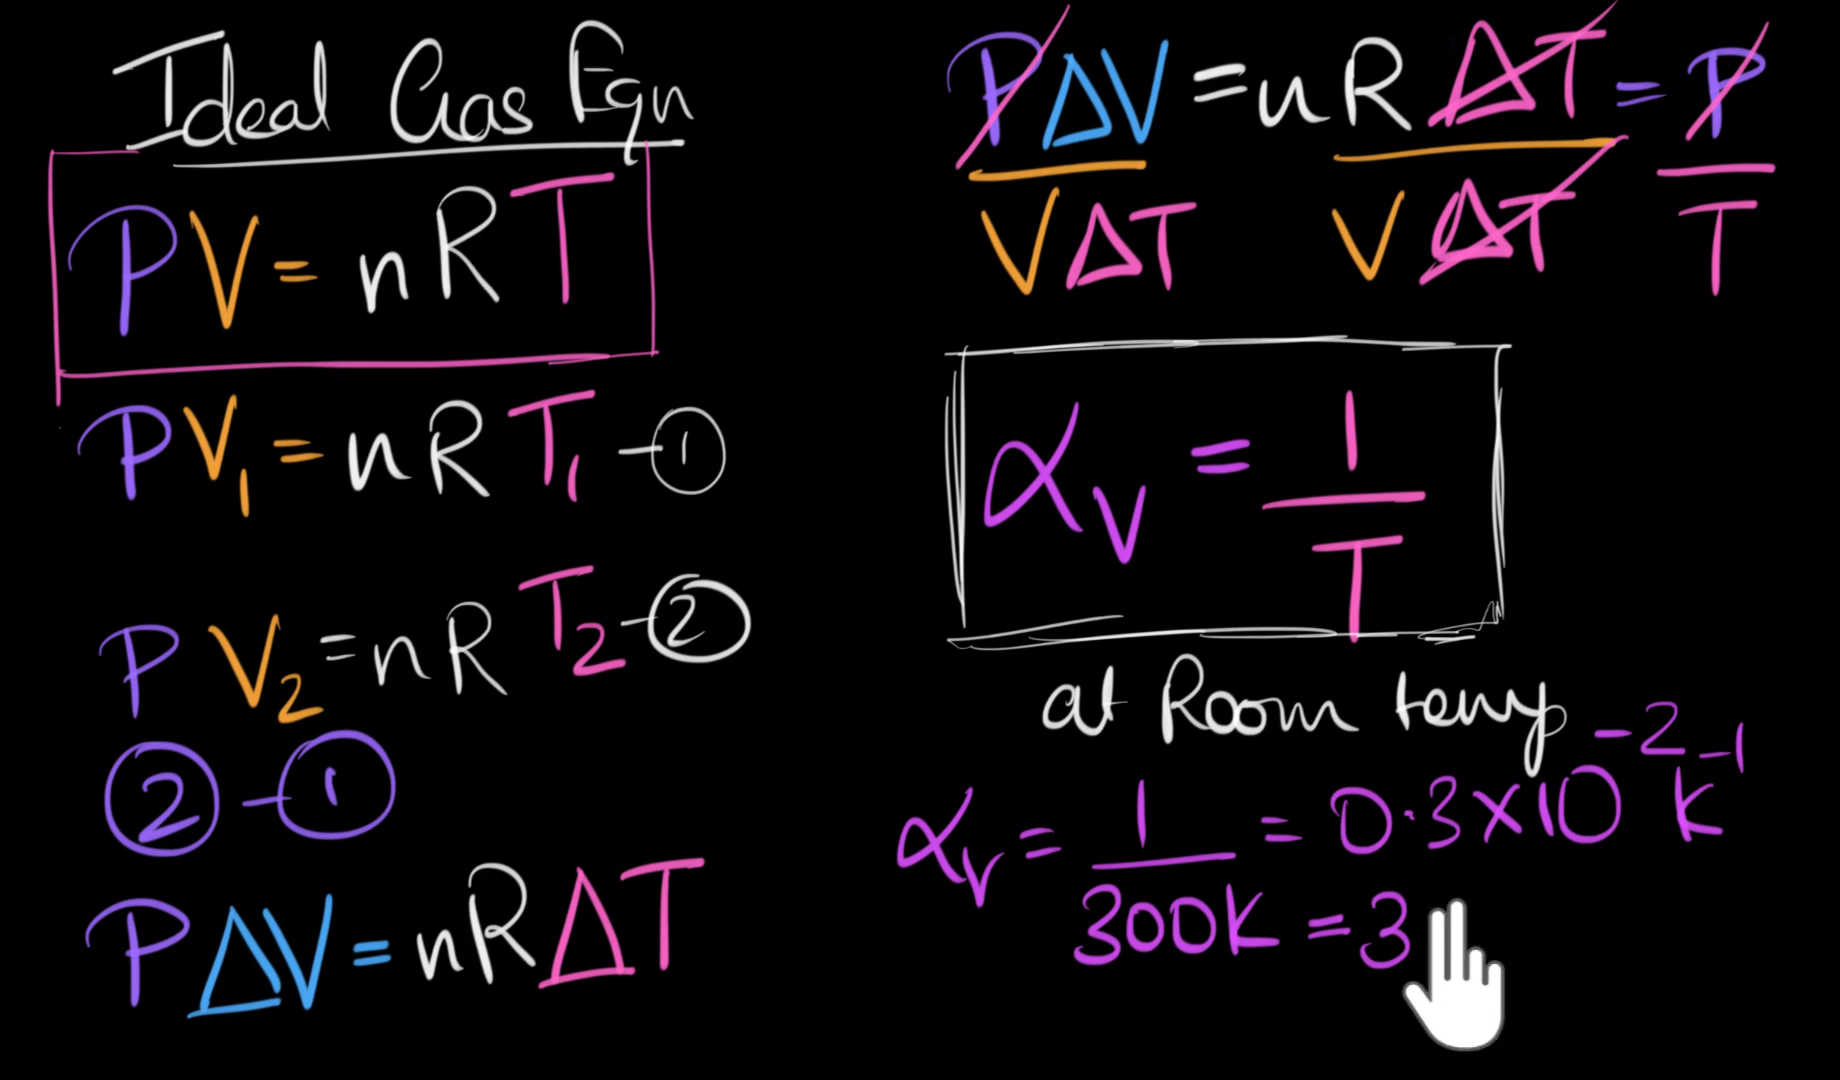 Ideal Gas Eqn
PV = nRT
PV₁ = nRT₁ - ①
PV₂ = nRT₂ - ②
② - ①
PΔV = nRΔT
PΔV/VΔT = nRΔT/VΔT = P/T
αᵥ = 1/T
at Room temp
αᵥ = 1/300K = 0.3×10⁻² K⁻¹
= 3